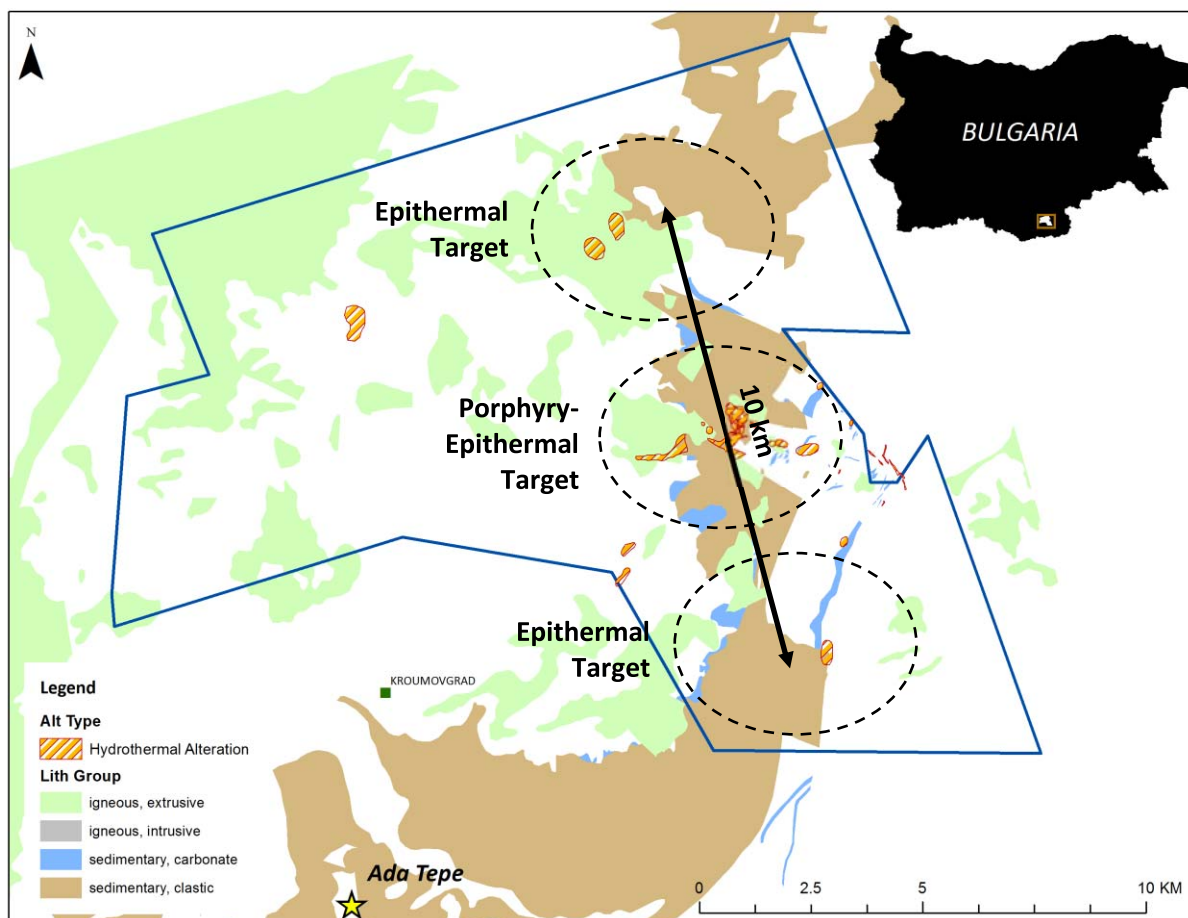 N
BULGARIA
Epithermal
Target
10 km
Porphyry-
Epithermal
Target
Epithermal
Target
KROUMOVGRAD
Legend
Alt Type
Hydrothermal Alteration
Lith Group
igneous, extrusive
igneous, intrusive
sedimentary, carbonate
sedimentary, clastic
Ada Tepe
0 2.5 5 10 KM